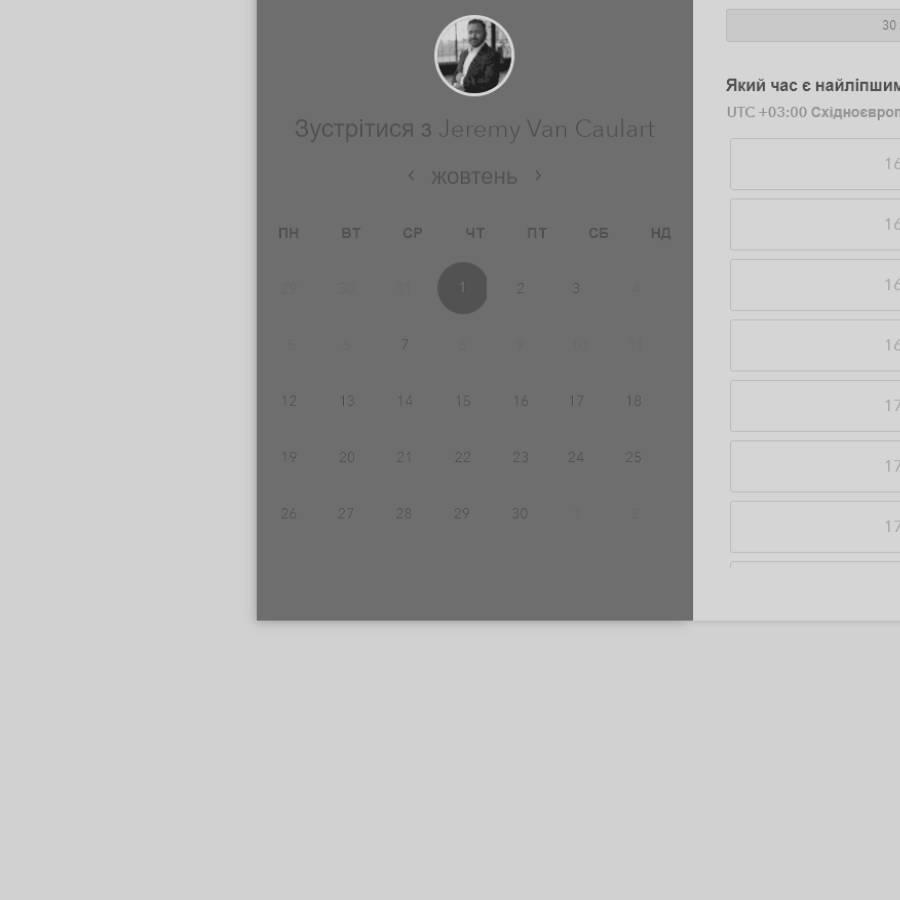 Зустрітися з Jeremy Van Caulart
жовтень
ПН ВТ СР ЧТ ПТ СБ НД
29 30 31 1 2 3 4
5 6 7 8 9 10 11
12 13 14 15 16 17 18
19 20 21 22 23 24 25
26 27 28 29 30 1 2
30
Який час є найліпшим
UTC +03:00 Східноєвроп
16
16
16
16
17
17
17